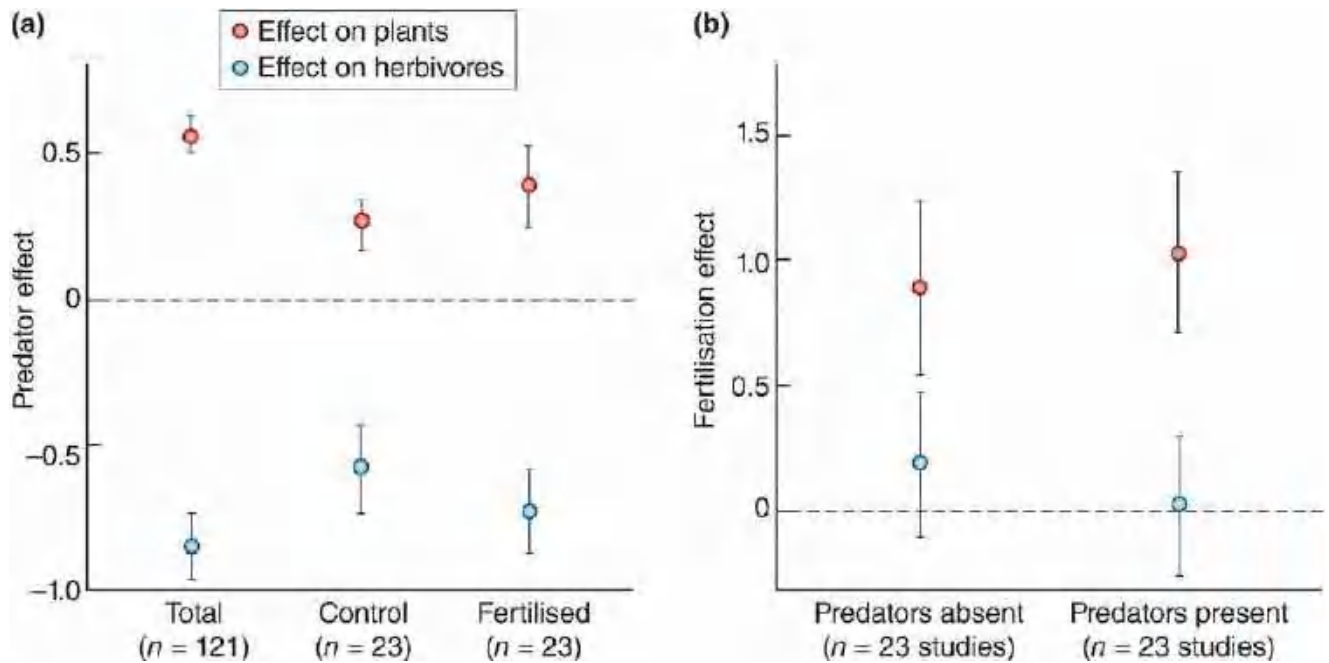 (a)
Effect on plants
Effect on herbivores
Predator effect
0.5
0
–0.5
–1.0
Total
(n = 121)
Control
(n = 23)
Fertilised
(n = 23)
(b)
Fertilisation effect
1.5
1.0
0.5
0
Predators absent
(n = 23 studies)
Predators present
(n = 23 studies)